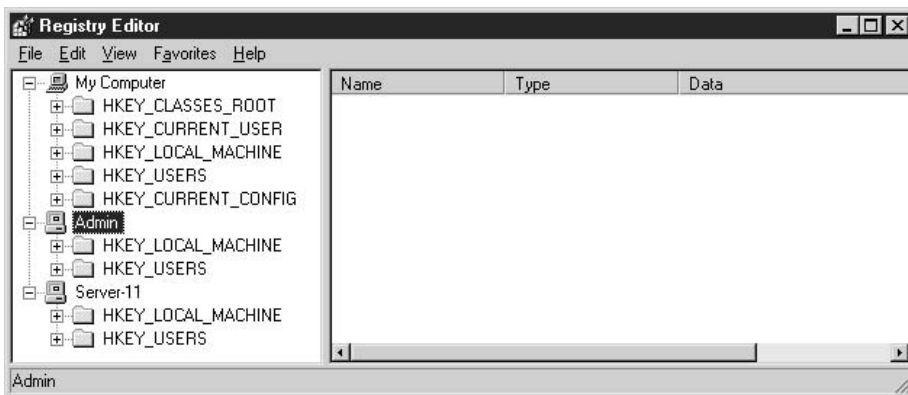 Registry Editor
File Edit View Favorites Help
My Computer
HKEY_CLASSES_ROOT
HKEY_CURRENT_USER
HKEY_LOCAL_MACHINE
HKEY_USERS
HKEY_CURRENT_CONFIG
Admin
HKEY_LOCAL_MACHINE
HKEY_USERS
Server-11
HKEY_LOCAL_MACHINE
HKEY_USERS
Name Type Data
Admin